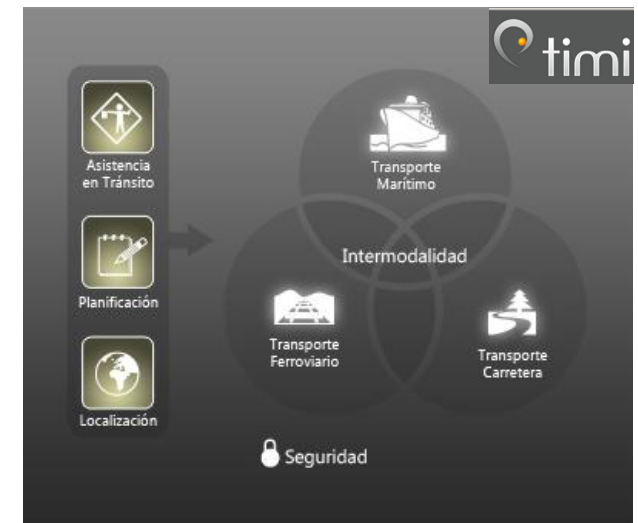 timi
Asistencia
en Tránsito
Planificación
Localización
Transporte
Marítimo
Intermodalidad
Transporte
Ferroviario
Transporte
Carretera
Seguridad